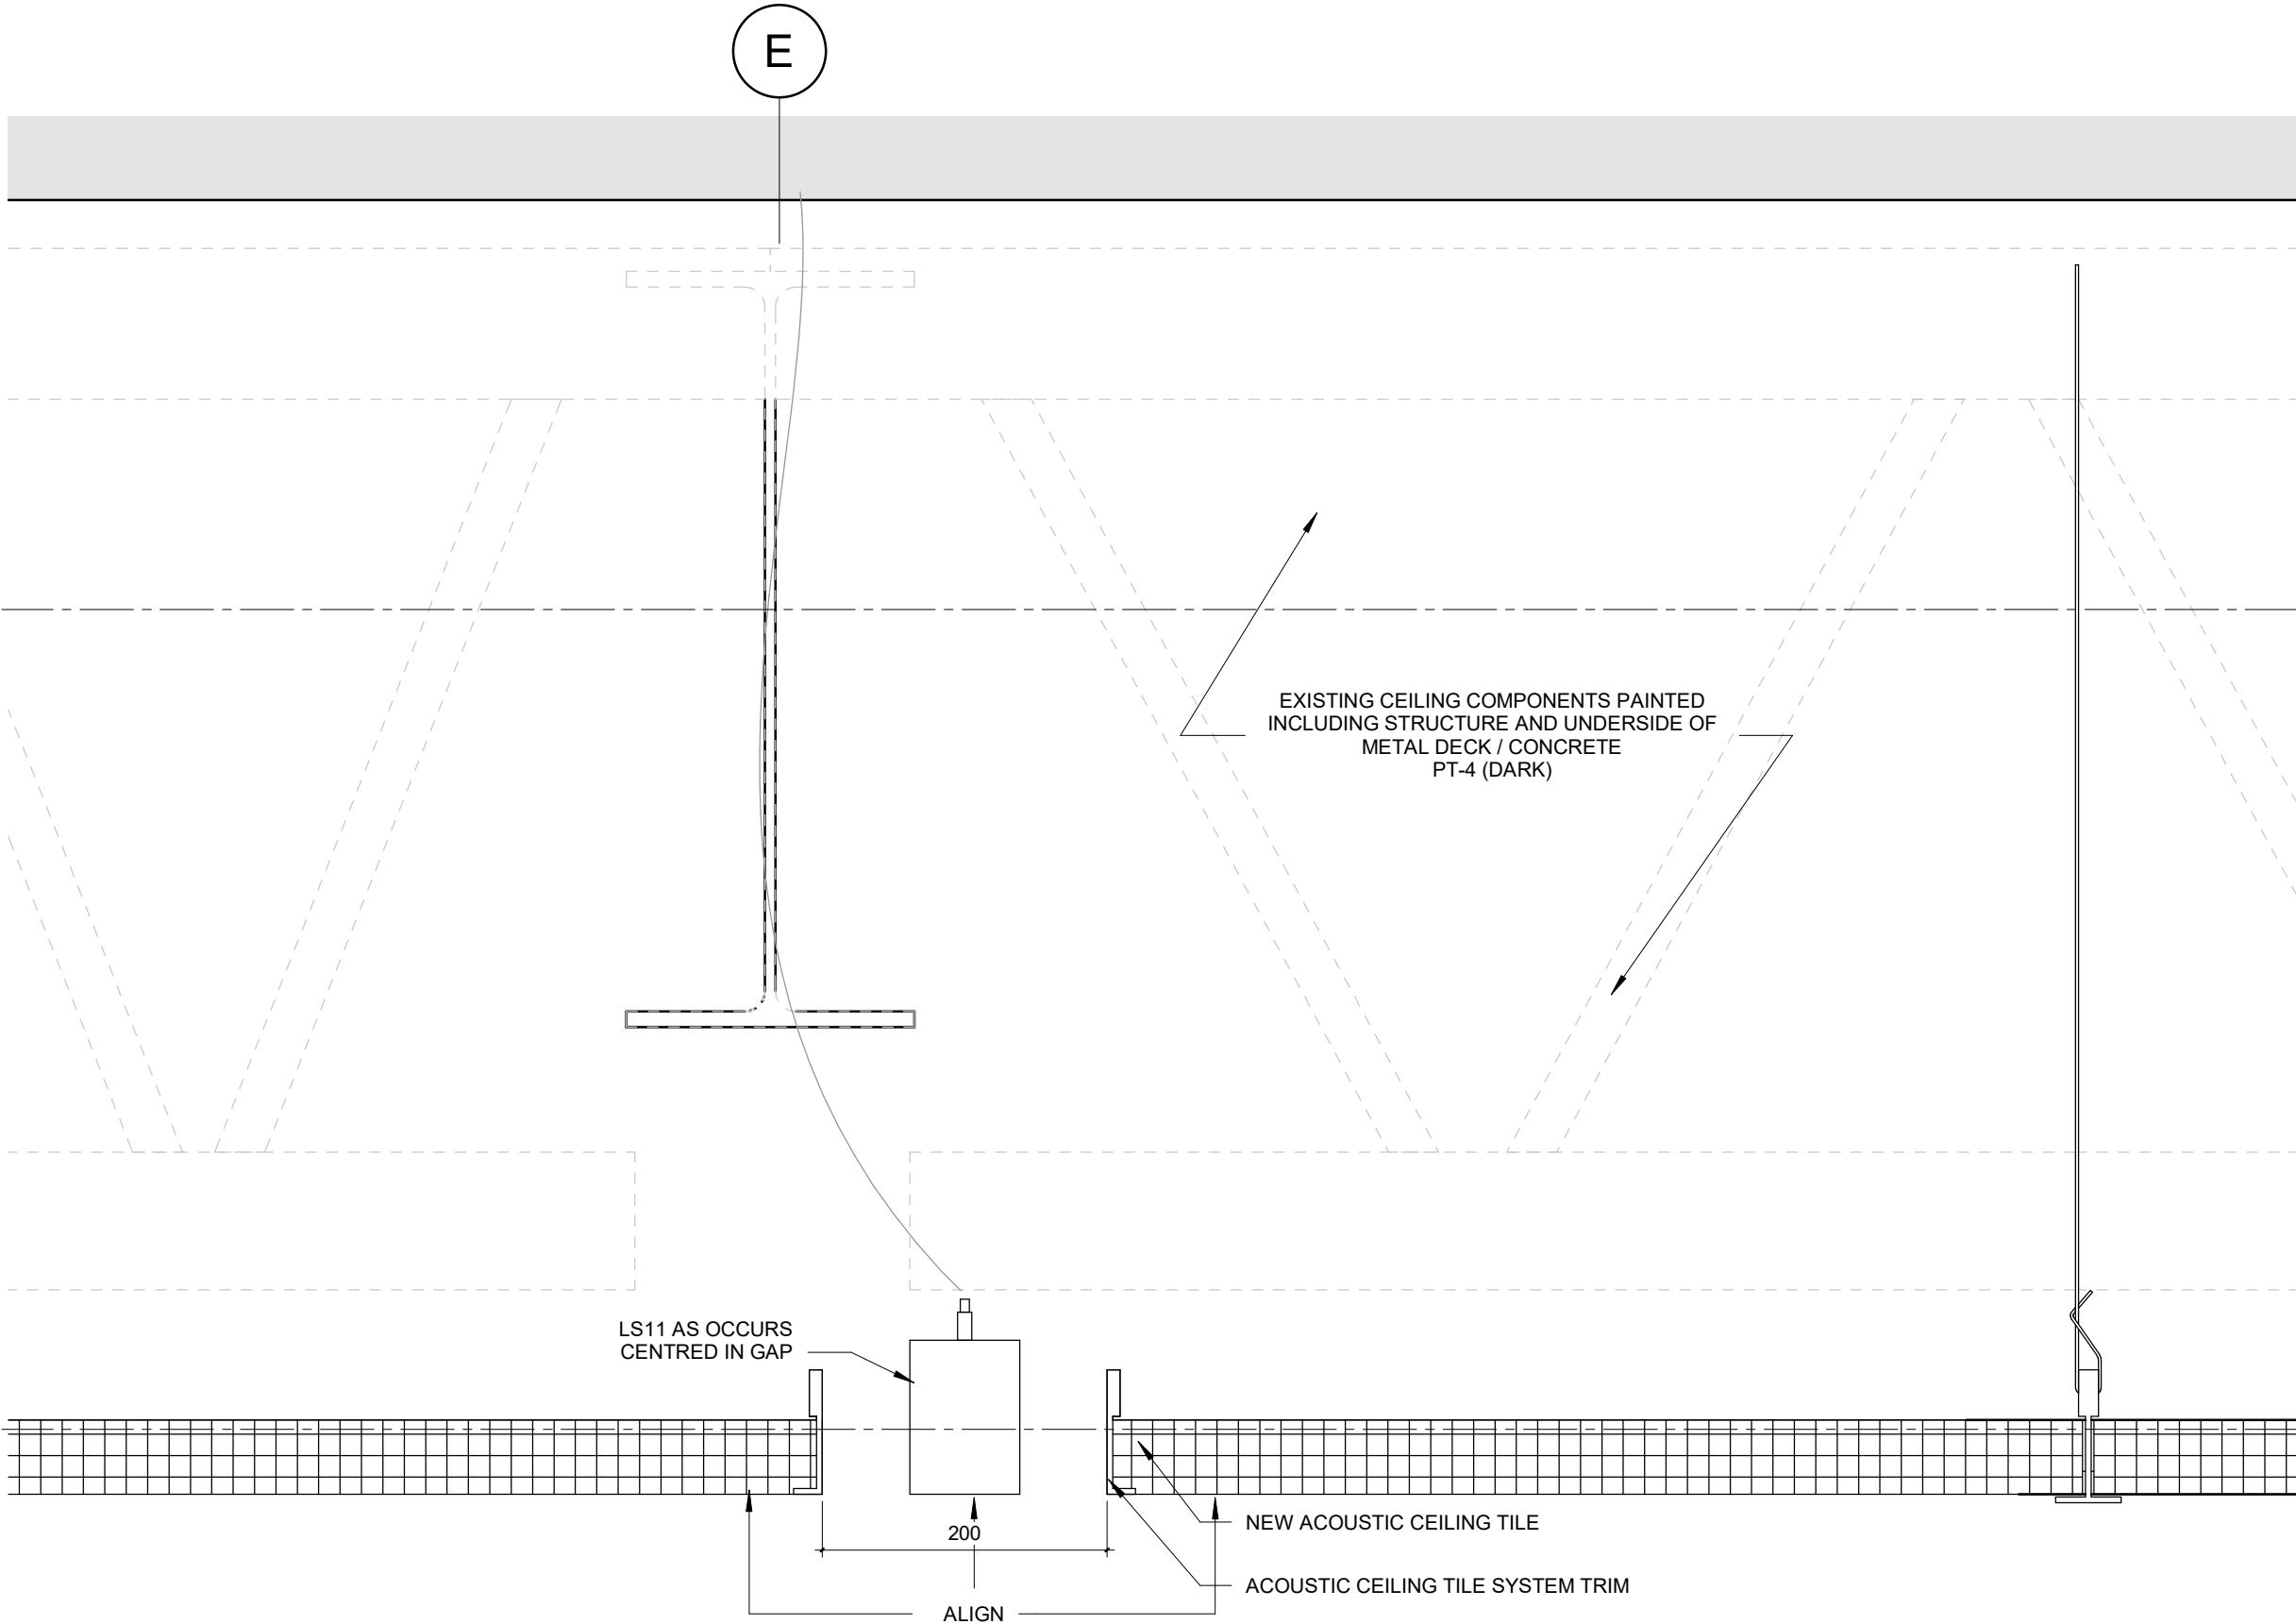 E
EXISTING CEILING COMPONENTS PAINTED
INCLUDING STRUCTURE AND UNDERSIDE OF
METAL DECK / CONCRETE
PT-4 (DARK)
LS11 AS OCCURS
CENTRED IN GAP
200
NEW ACOUSTIC CEILING TILE
ACOUSTIC CEILING TILE SYSTEM TRIM
ALIGN